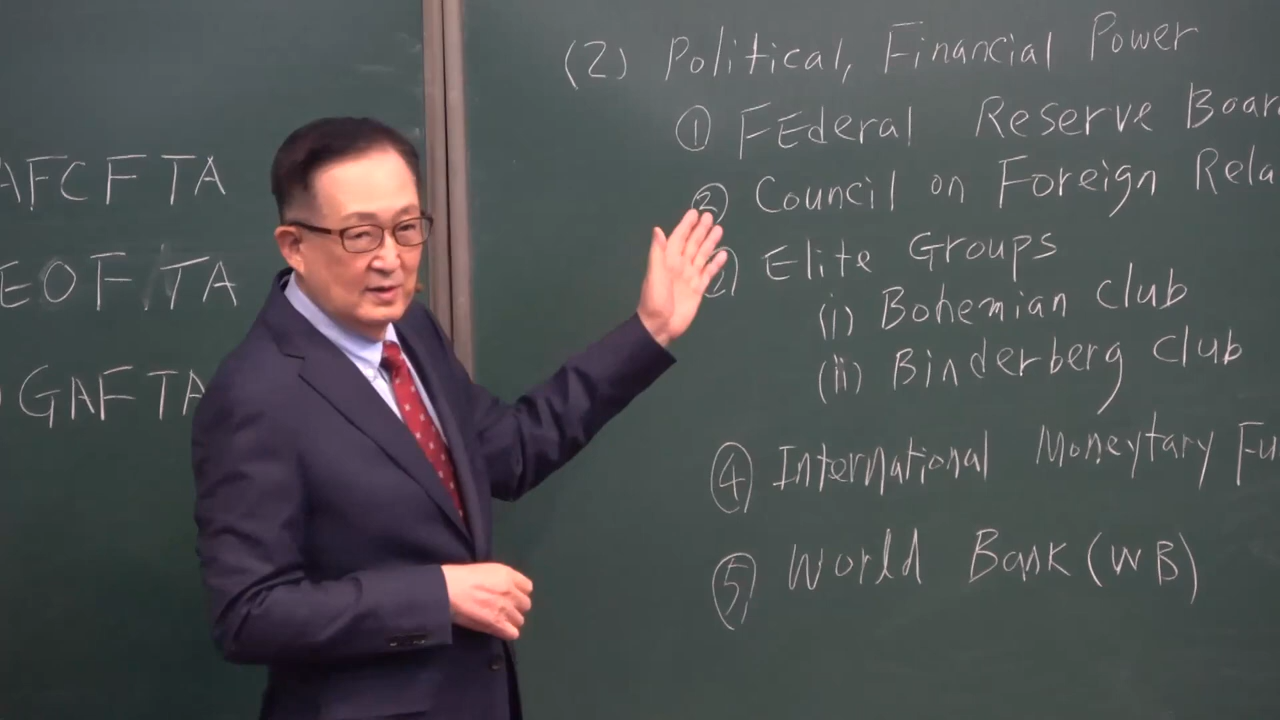 AFCFTA
EOFTA
GAFTA
(2) Political, Financial Power
① FEderal Reserve Boar
② Council on Foreign Rela
Elite Groups
(i) Bohemian Club
(ii) Binderberg Club
④ International Moneytary Fu
⑤ World Bank (WB)